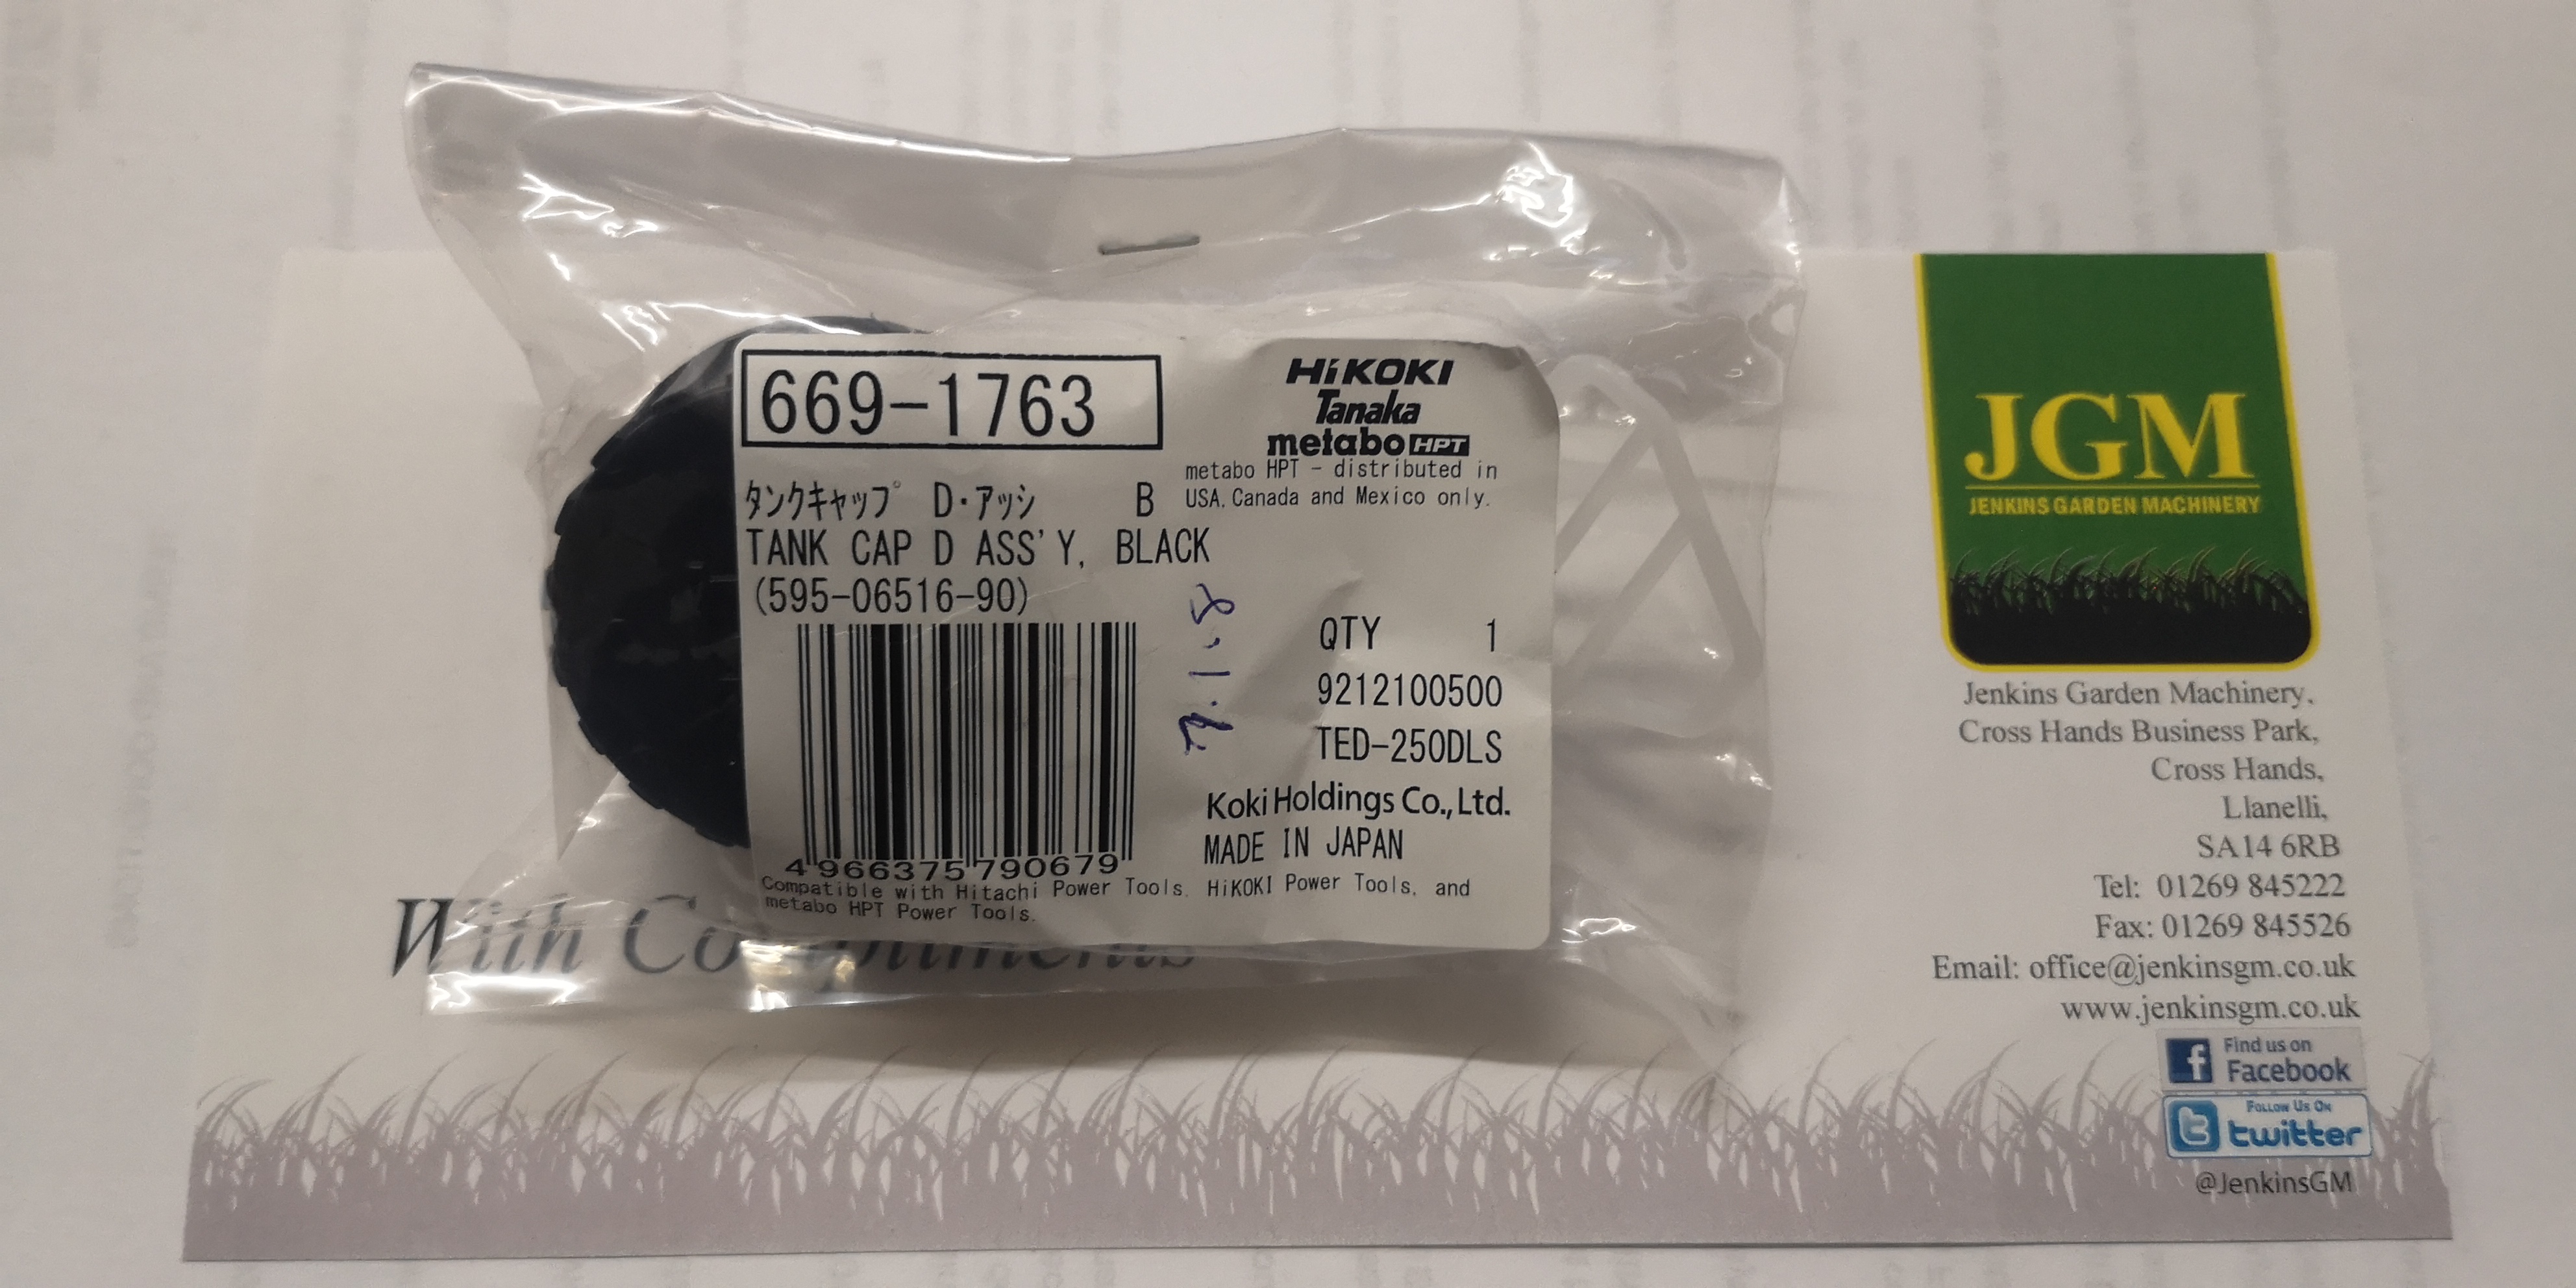 669-1763
HiKOKI
Tanaka
metabo HPT
metabo HPT - distributed in
USA, Canada and Mexico only.
タンクキャップ D・アッシ B
TANK CAP D ASS'Y, BLACK
(595-06516-90)
QTY 1
9212100500
TED-250DLS
Koki Holdings Co., Ltd.
MADE IN JAPAN
4966375790679
Compatible with Hitachi Power Tools, HiKOKI Power Tools, and
metabo HPT Power Tools.
With Compliments
JGM
JENKINS GARDEN MACHINERY
Jenkins Garden Machinery,
Cross Hands Business Park,
Cross Hands,
Llanelli,
SA14 6RB
Tel: 01269 845222
Fax: 01269 845526
Email: office@jenkinsgm.co.uk
www.jenkinsgm.co.uk
f
Find us on
Facebook
t
Follow Us On
twitter
@JenkinsGM